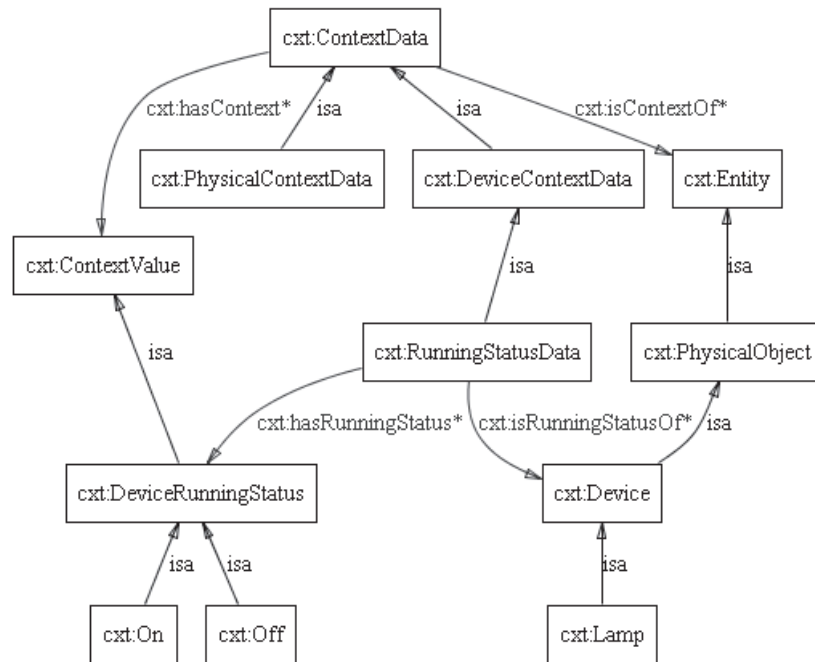 cxt:ContextData
cxt:hasContext*
isa
isa
cxt:isContextOf*
cxt:PhysicalContextData
cxt:DeviceContextData
cxt:Entity
cxt:ContextValue
isa
isa
isa
cxt:RunningStatusData
cxt:PhysicalObject
cxt:hasRunningStatus*
cxt:isRunningStatusOf*
isa
cxt:DeviceRunningStatus
cxt:Device
isa
isa
isa
cxt:On
cxt:Off
cxt:Lamp